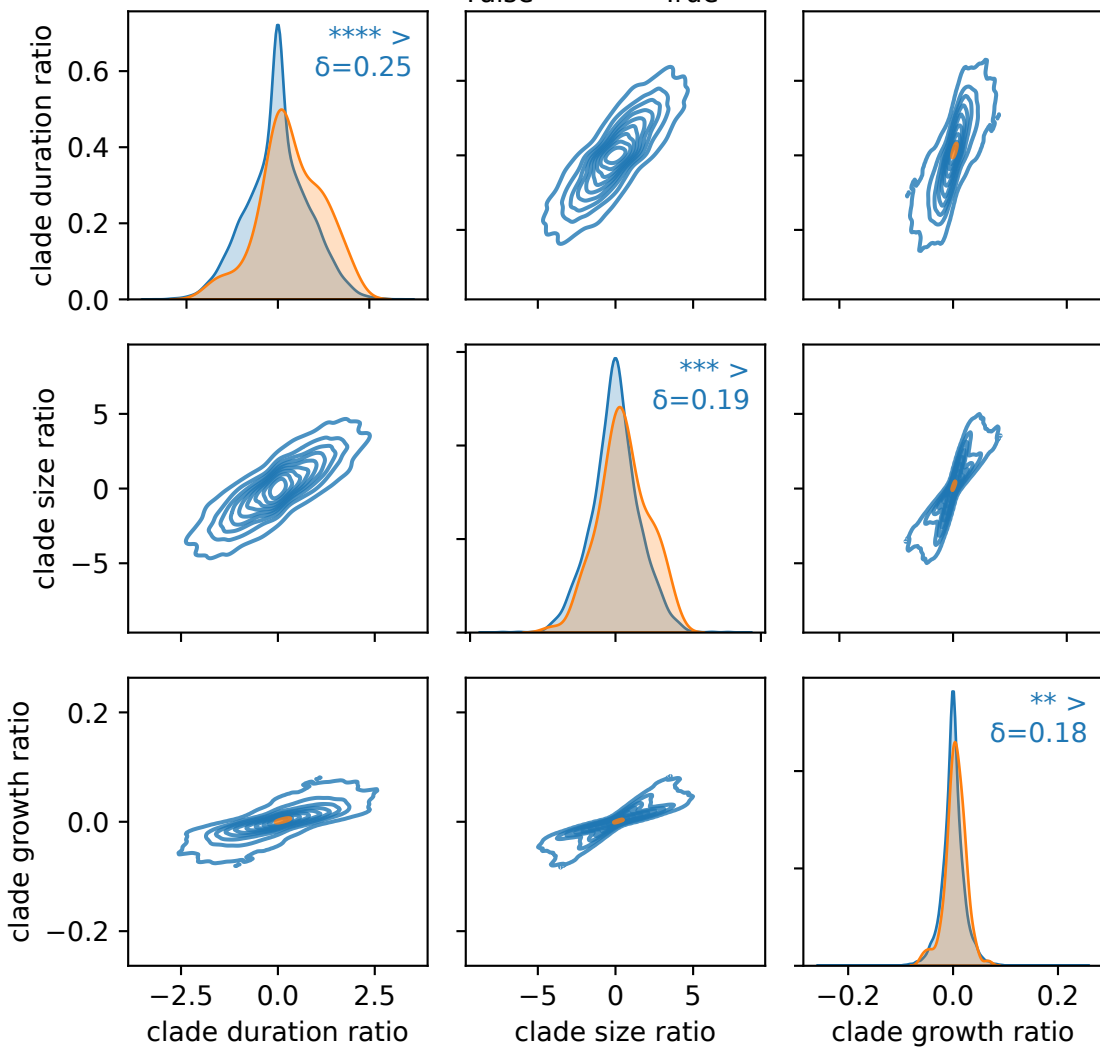 **** >
δ=0.25
clade duration ratio
0.6
0.4
0.2
0.0
*** >
δ=0.19
clade size ratio
5
0
−5
** >
δ=0.18
clade growth ratio
0.2
0.0
−0.2
−2.5 0.0 2.5
−5 0 5
−0.2 0.0 0.2
clade duration ratio
clade size ratio
clade growth ratio